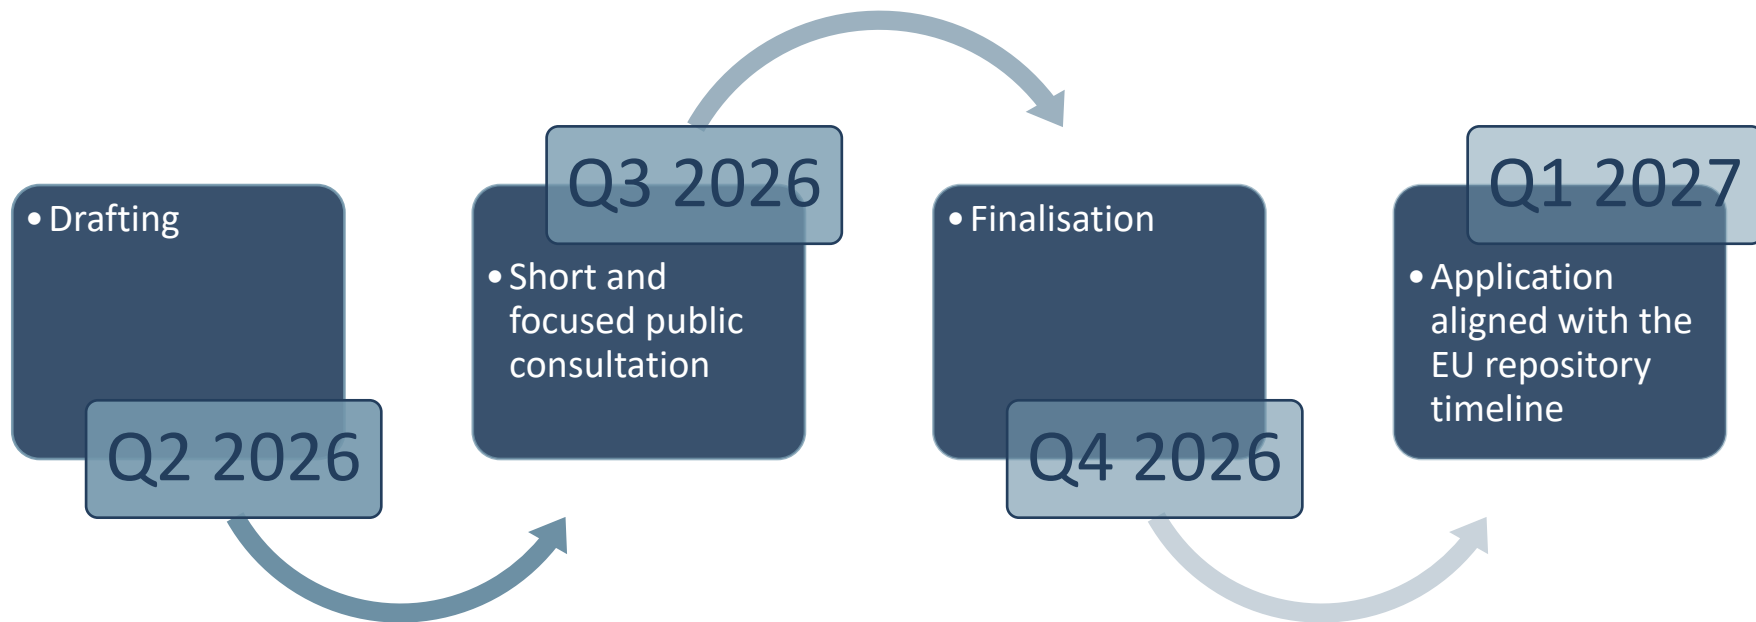 • Drafting
Q2 2026
Q3 2026
• Short and
focused public
consultation
• Finalisation
Q4 2026
Q1 2027
• Application
aligned with the
EU repository
timeline